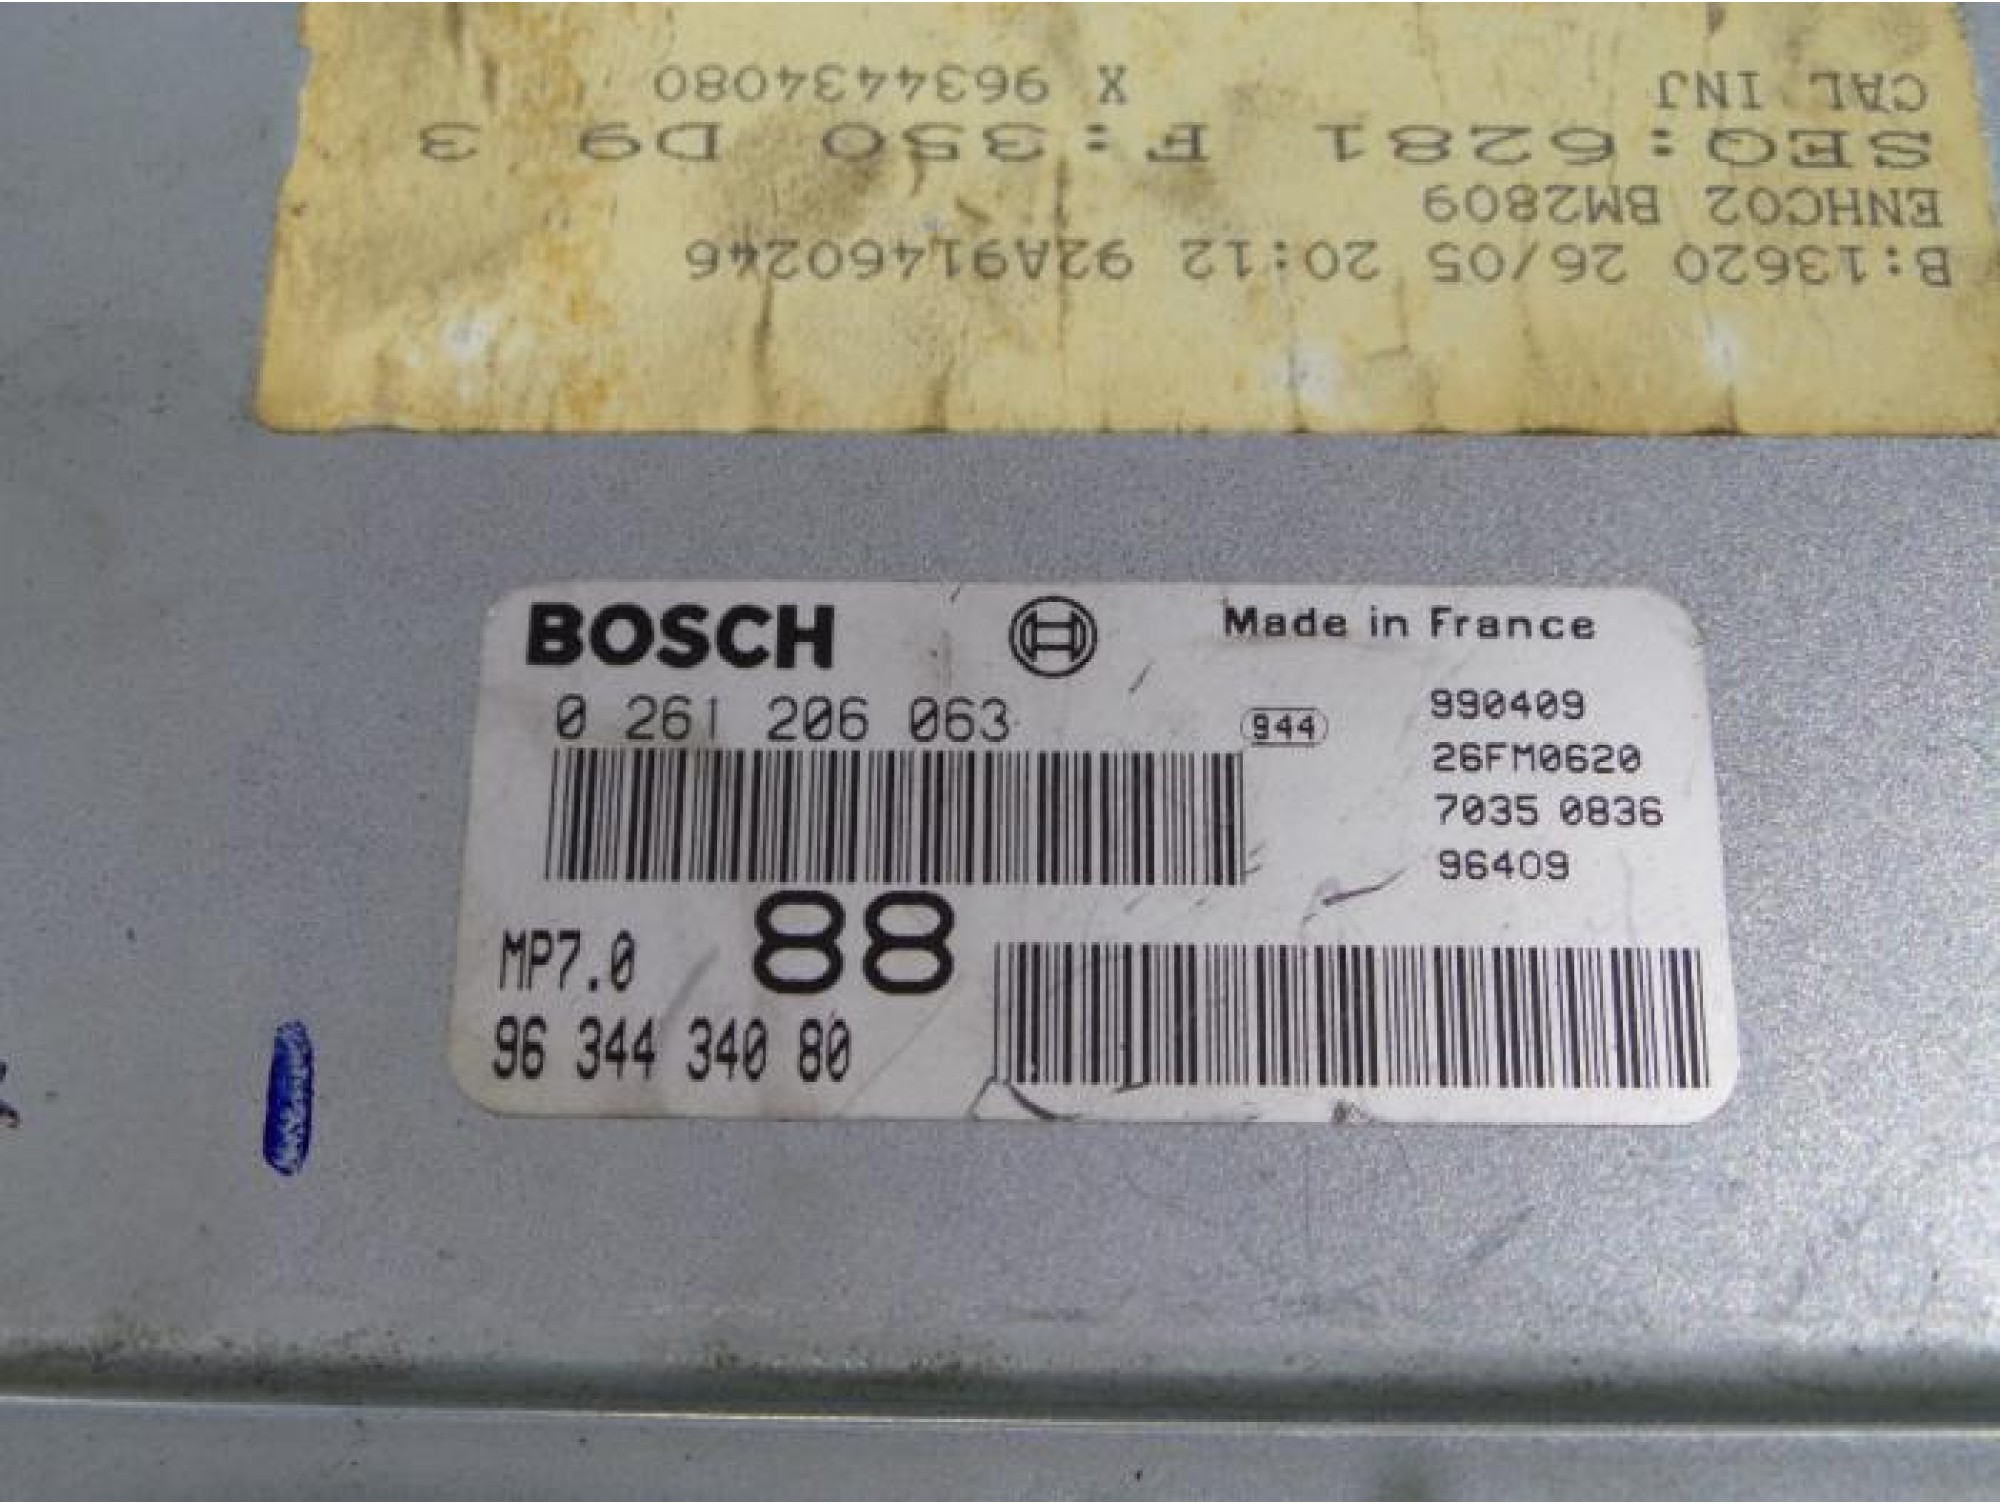 B:13620 26/05 20:12 92A91460246
ENHC02 BM2809
SEQ:6281 F:350 D9 3
CAL INJ X 9634434080
BOSCH Made in France
0 261 206 063
944
990409
26FM0620
7035 0836
96409
MP7.0 88
96 344 340 80